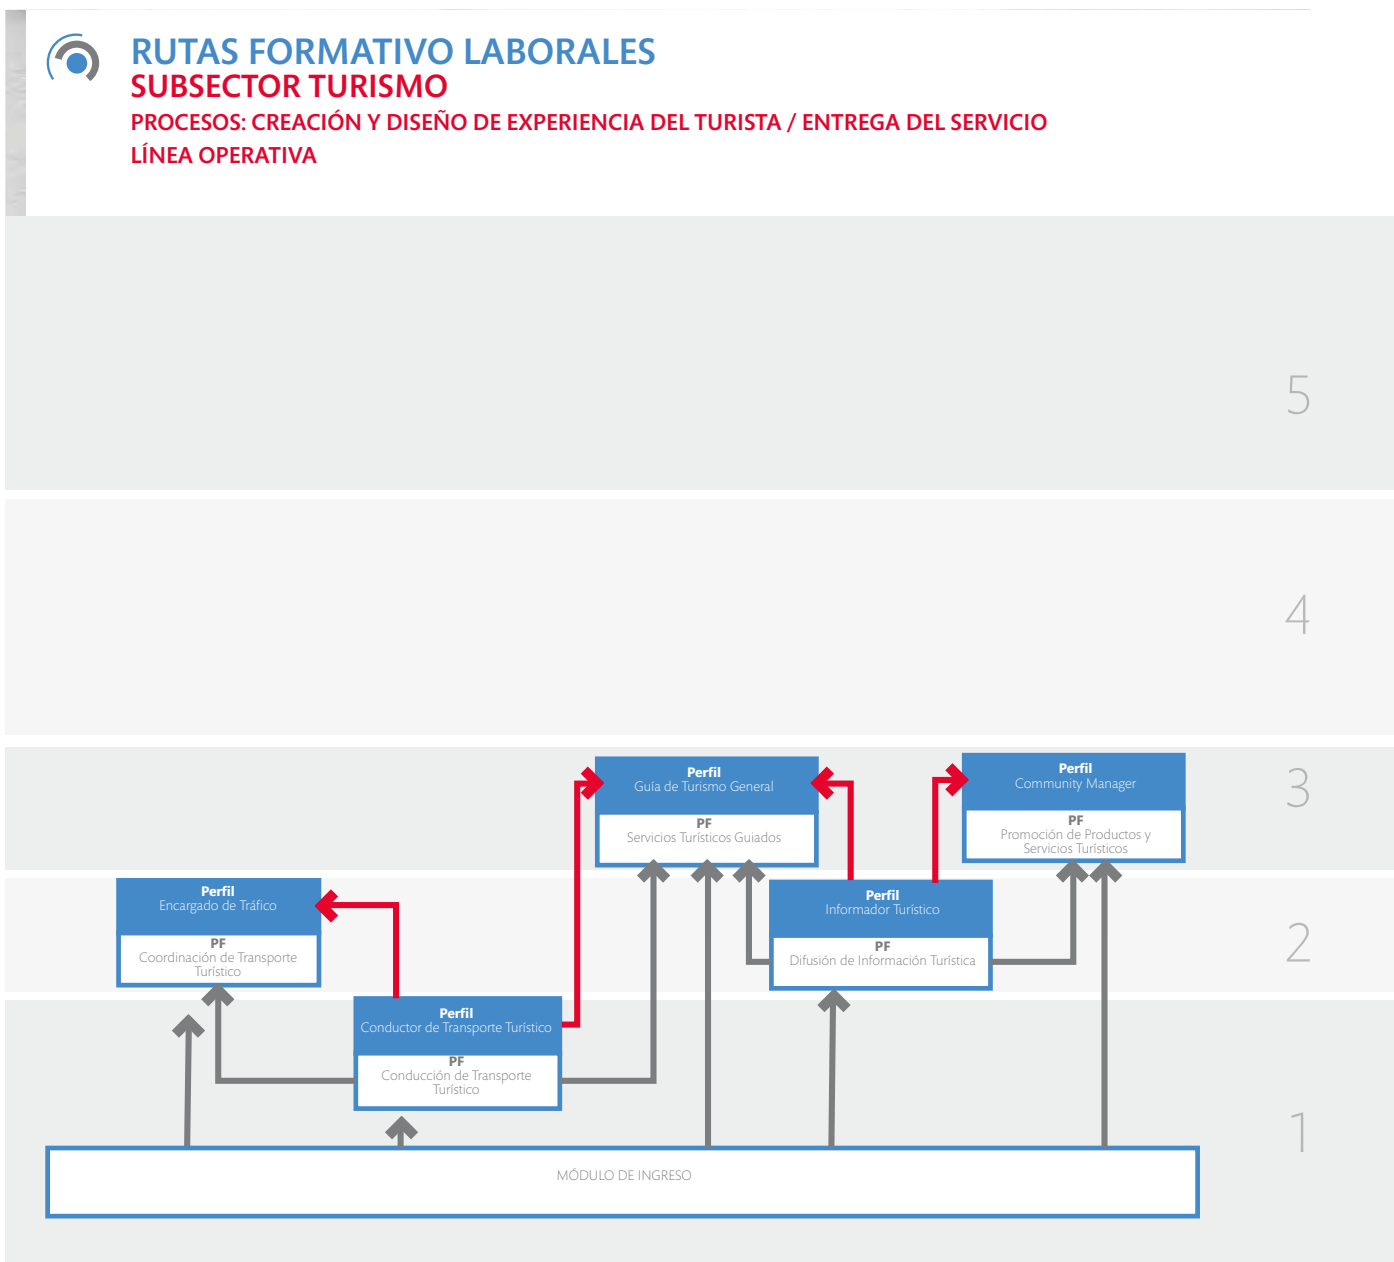 RUTAS FORMATIVO LABORALES
SUBSECTOR TURISMO
PROCESOS: CREACIÓN Y DISEÑO DE EXPERIENCIA DEL TURISTA / ENTREGA DEL SERVICIO
LÍNEA OPERATIVA
5
4
3
Perfil
Guía de Turismo General
PF
Servicios Turísticos Guiados
Perfil
Community Manager
PF
Promoción de Productos y
Servicios Turísticos
2
Perfil
Encargado de Tráfico
PF
Coordinación de Transporte
Turístico
Perfil
Informador Turístico
PF
Difusión de Información Turística
1
Perfil
Conductor de Transporte Turístico
PF
Conducción de Transporte
Turístico
MÓDULO DE INGRESO